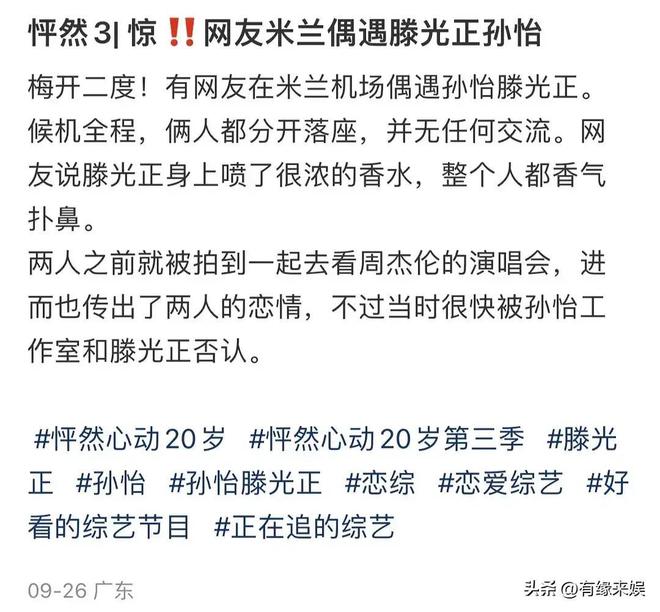 怦然3|惊‼️网友米兰偶遇滕光正孙怡
梅开二度！有网友在米兰机场偶遇孙怡滕光正。
候机全程，俩人都分开落座，并无任何交流。网
友说滕光正身上喷了很浓的香水，整个人都香气
扑鼻。
两人之前就被拍到一起去看周杰伦的演唱会，进
而也传出了两人的恋情，不过当时很快被孙怡工
作室和滕光正否认。
#怦然心动20岁 #怦然心动20岁第三季 #滕光
正 #孙怡 #孙怡滕光正 #恋综 #恋爱综艺 #好
看的综艺节目 #正在追的综艺
09-26 广东
头条 @有缘来娱